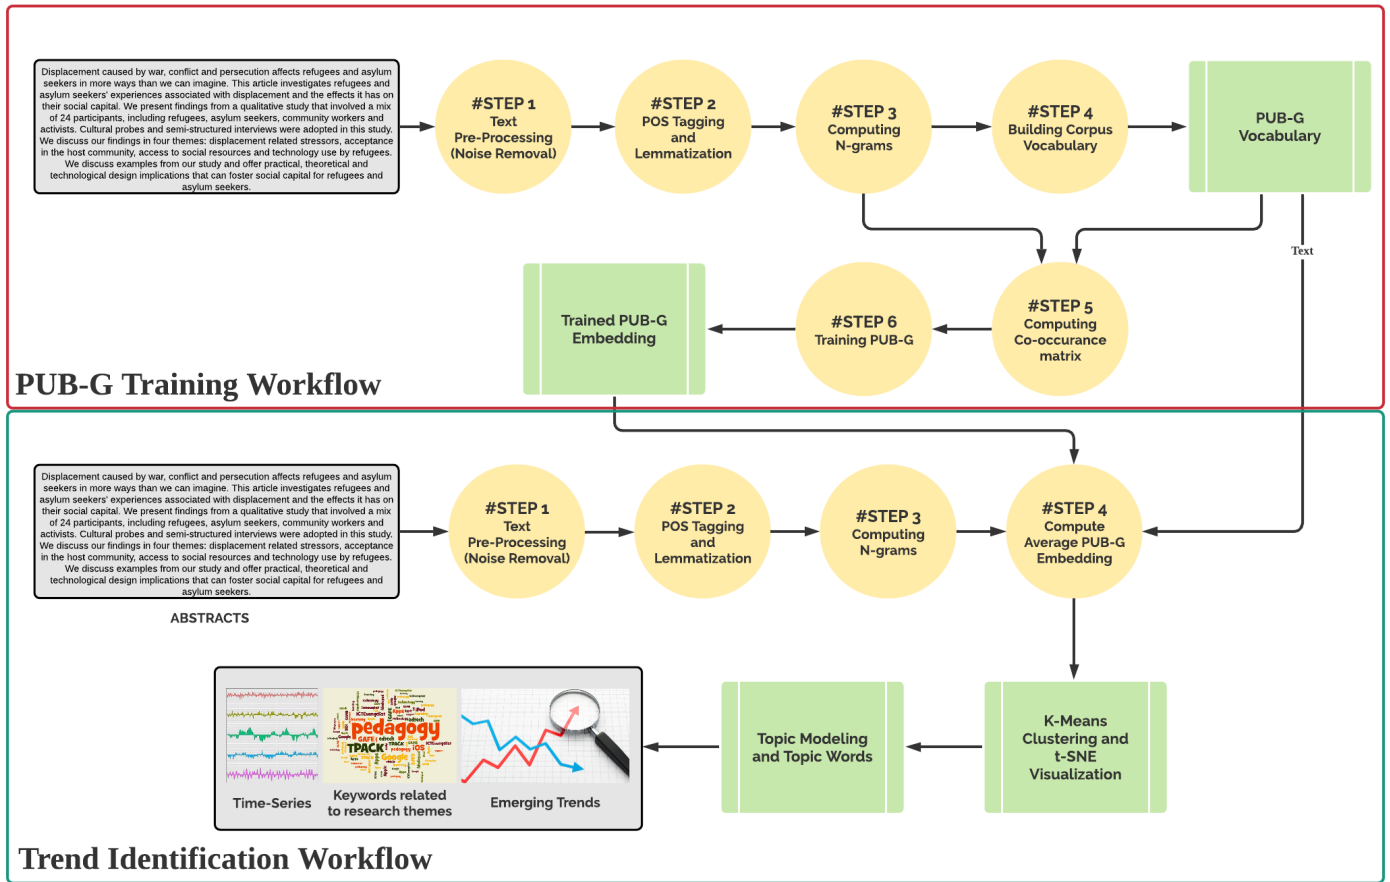 Displacement caused by war, conflict and persecution affects refugees and asylum
seekers in more ways than we can imagine. This article investigates refugees and
asylum seekers' experiences associated with displacement and the effects it has on
their social capital. We present findings from a qualitative study that involved a mix
of 24 participants, including refugees, asylum seekers, community workers and
activists. Cultural probes and semi-structured interviews were adopted in this study.
We discuss our findings in four themes: displacement related stressors, acceptance
in the host community, access to social resources and technology use by refugees.
We discuss examples from our study and offer practical, theoretical and
technological design implications that can foster social capital for refugees and
asylum seekers.
#STEP 1
Text
Pre-Processing
(Noise Removal)
#STEP 2
POS Tagging
and
Lemmatization
#STEP 3
Computing
N-grams
#STEP 4
Building Corpus
Vocabulary
PUB-G
Vocabulary
Text
Trained PUB-G
Embedding
#STEP 6
Training PUB-G
#STEP 5
Computing
Co-occurance
matrix
PUB-G Training Workflow
Displacement caused by war, conflict and persecution affects refugees and asylum
seekers in more ways than we can imagine. This article investigates refugees and
asylum seekers' experiences associated with displacement and the effects it has on
their social capital. We present findings from a qualitative study that involved a mix
of 24 participants, including refugees, asylum seekers, community workers and
activists. Cultural probes and semi-structured interviews were adopted in this study.
We discuss our findings in four themes: displacement related stressors, acceptance
in the host community, access to social resources and technology use by refugees.
We discuss examples from our study and offer practical, theoretical and
technological design implications that can foster social capital for refugees and
asylum seekers.
ABSTRACTS
#STEP 1
Text
Pre-Processing
(Noise Removal)
#STEP 2
POS Tagging
and
Lemmatization
#STEP 3
Computing
N-grams
#STEP 4
Compute
Average PUB-G
Embedding
K-Means
Clustering and
t-SNE
Visualization
Topic Modeling
and Topic Words
pedagogy
GAFE
edtech
iOS
TPACK
TPACK
Google
Time-Series
Keywords related
to research themes
Emerging Trends
Trend Identification Workflow